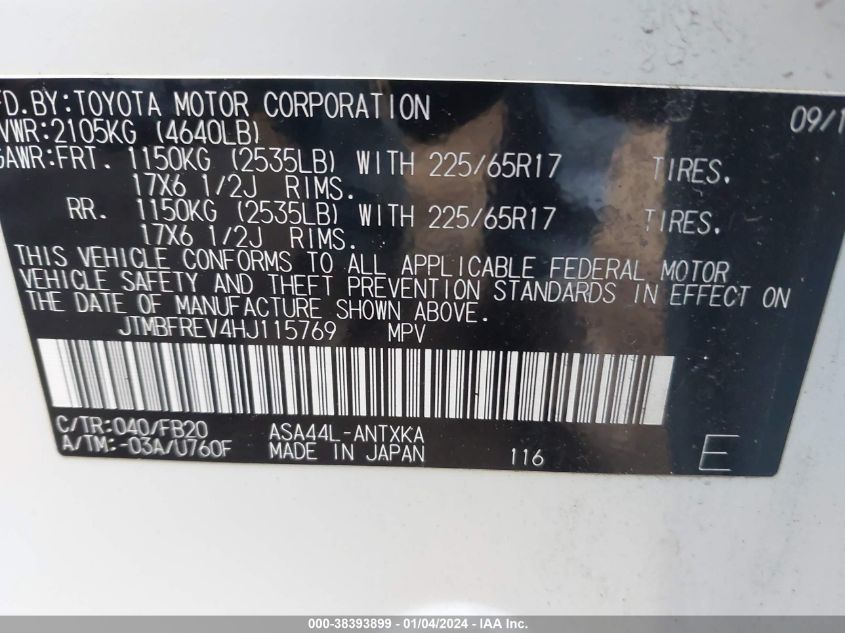 FD.BY:TOYOTA MOTOR CORPORATION 09/1
VWR:2105KG (4640LB)
GAWR:FRT. 1150KG (2535LB) WITH 225/65R17 TIRES.
17X6 1/2J RIMS.
RR. 1150KG (2535LB) WITH 225/65R17 TIRES.
17X6 1/2J RIMS.
THIS VEHICLE CONFORMS TO ALL APPLICABLE FEDERAL MOTOR
VEHICLE SAFETY AND THEFT PREVENTION STANDARDS IN EFFECT ON
THE DATE OF MANUFACTURE SHOWN ABOVE.
JTMBFREV4HJ115769 MPV
C/TR:040/FB20 ASA44L-ANTXKA
A/TM:-03A/U760F MADE IN JAPAN 116 E
000-38393899 - 01/04/2024 - IAA Inc.